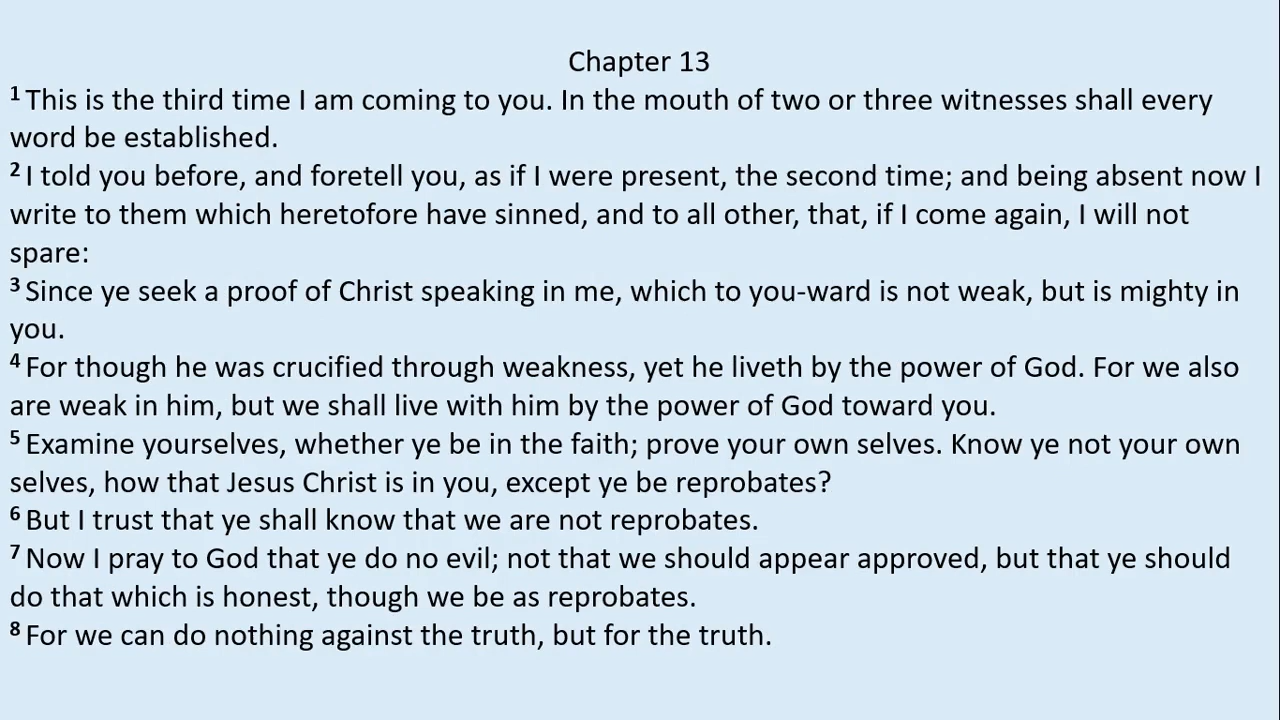 Chapter 13
1 This is the third time I am coming to you. In the mouth of two or three witnesses shall every
word be established.
2 I told you before, and foretell you, as if I were present, the second time; and being absent now I
write to them which heretofore have sinned, and to all other, that, if I come again, I will not
spare:
3 Since ye seek a proof of Christ speaking in me, which to you-ward is not weak, but is mighty in
you.
4 For though he was crucified through weakness, yet he liveth by the power of God. For we also
are weak in him, but we shall live with him by the power of God toward you.
5 Examine yourselves, whether ye be in the faith; prove your own selves. Know ye not your own
selves, how that Jesus Christ is in you, except ye be reprobates?
6 But I trust that ye shall know that we are not reprobates.
7 Now I pray to God that ye do no evil; not that we should appear approved, but that ye should
do that which is honest, though we be as reprobates.
8 For we can do nothing against the truth, but for the truth.